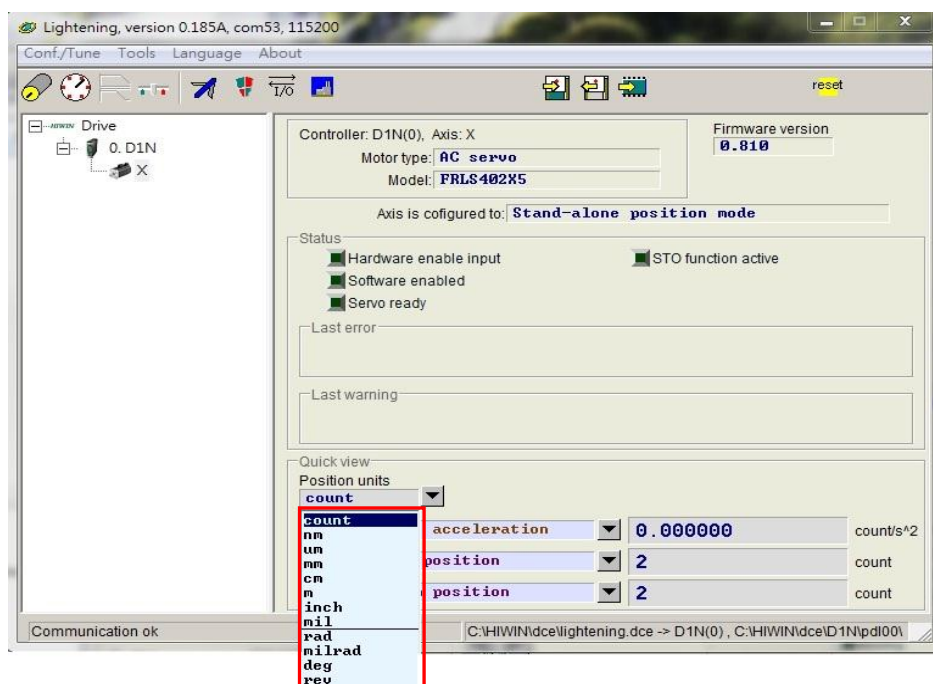 Lightening, version 0.185A, com53, 115200
Conf./Tune Tools Language About
I/O
reset
HIWIN Drive
0. D1N
X
Controller: D1N(0), Axis: X
Firmware version
0.810
Motor type: AC servo
Model: FRLS402X5
Axis is cofigured to: Stand-alone position mode
Status
Hardware enable input
STO function active
Software enabled
Servo ready
Last error
Last warning
Quick view
Position units
count
count
nm
um
mm
cm
m
inch
mil
rad
milrad
deg
rev
acceleration 0.000000 count/s^2
position 2 count
position 2 count
Communication ok
C:\HIWIN\dce\lightening.dce -> D1N(0) , C:\HIWIN\dce\D1N\pdl00\